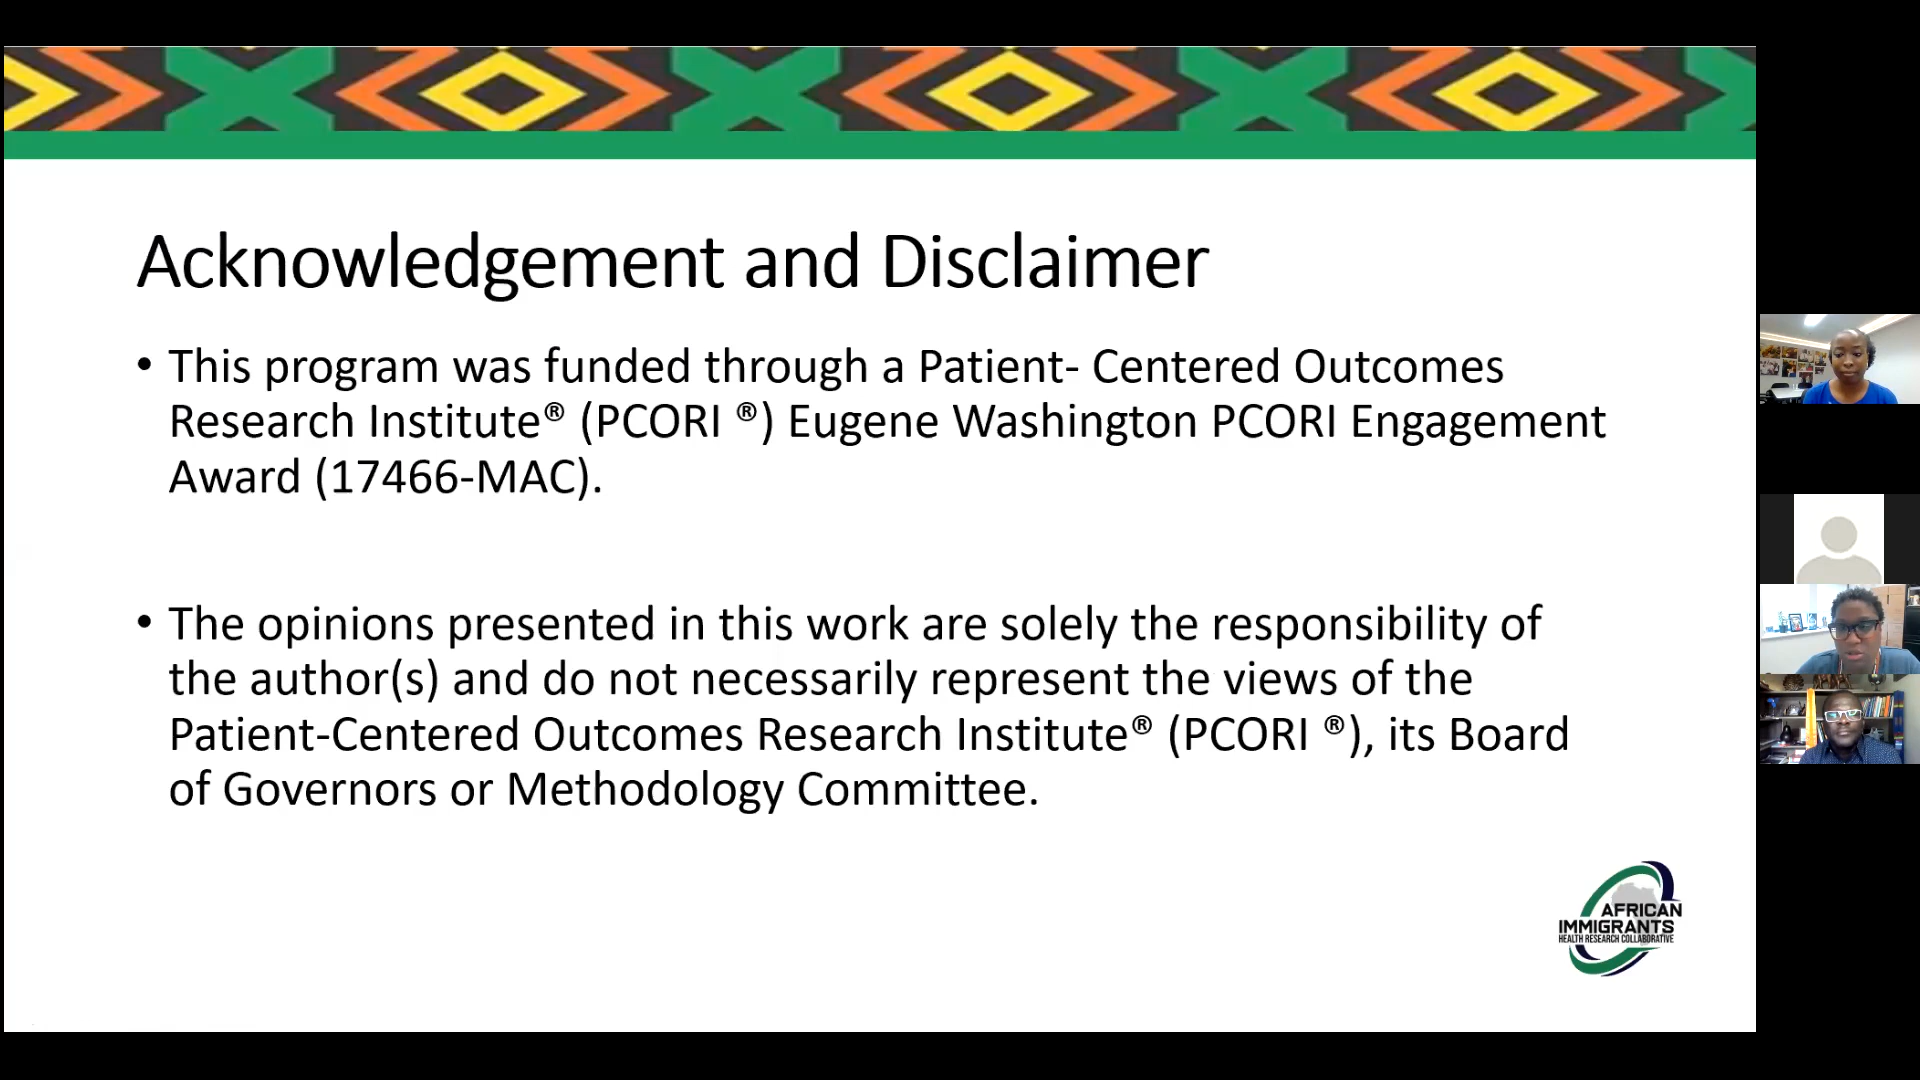 Acknowledgement and Disclaimer
• This program was funded through a Patient- Centered Outcomes
Research Institute® (PCORI ®) Eugene Washington PCORI Engagement
Award (17466-MAC).
• The opinions presented in this work are solely the responsibility of
the author(s) and do not necessarily represent the views of the
Patient-Centered Outcomes Research Institute® (PCORI ®), its Board
of Governors or Methodology Committee.
AFRICAN
IMMIGRANTS
HEALTH RESEARCH COLLABORATIVE